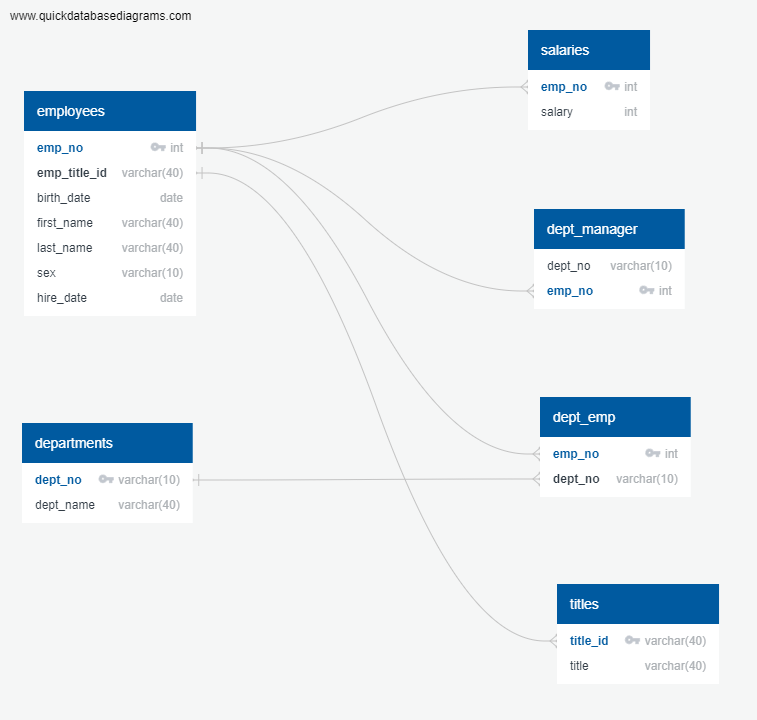 www.quickdatabasediagrams.com
employees
emp_no int
emp_title_id varchar(40)
birth_date date
first_name varchar(40)
last_name varchar(40)
sex varchar(10)
hire_date date
departments
dept_no varchar(10)
dept_name varchar(40)
salaries
emp_no int
salary int
dept_manager
dept_no varchar(10)
emp_no int
dept_emp
emp_no int
dept_no varchar(10)
titles
title_id varchar(40)
title varchar(40)